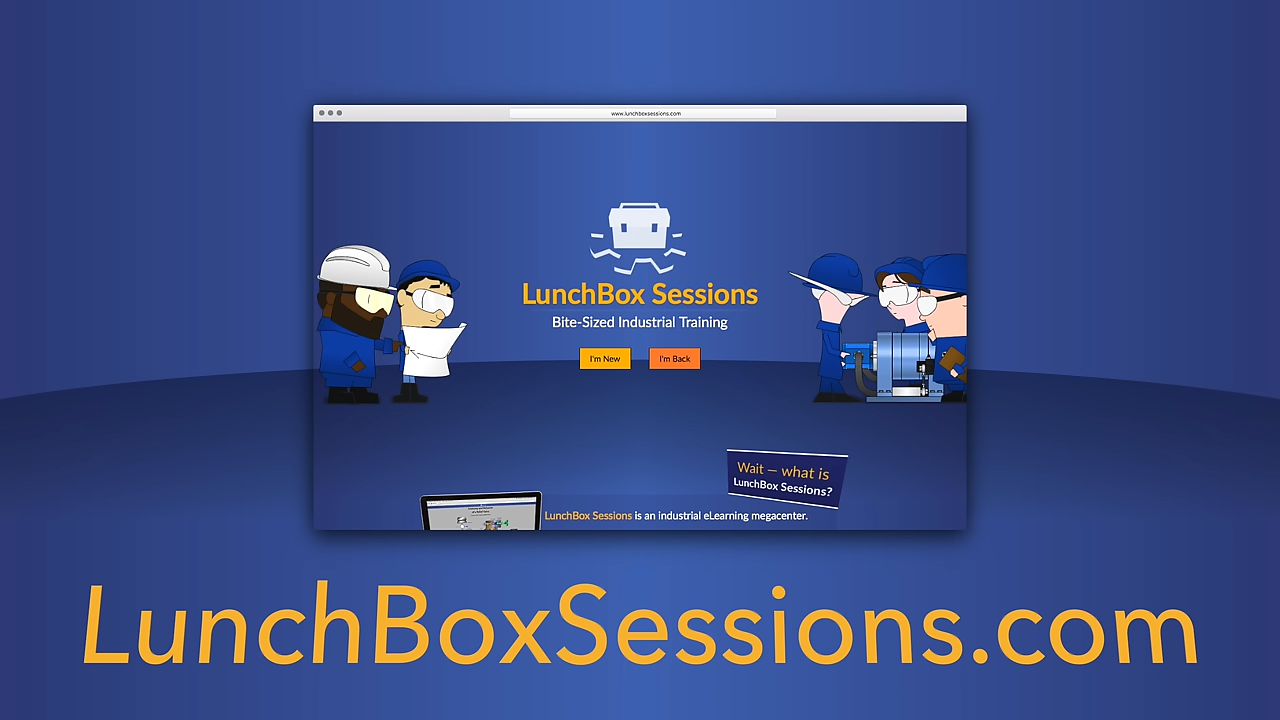 www.lunchboxsessions.com
LunchBox Sessions
Bite-Sized Industrial Training
I'm New
I'm Back
Wait — what is
LunchBox Sessions?
LunchBox Sessions is an industrial eLearning megacenter.
LunchBoxSessions.com